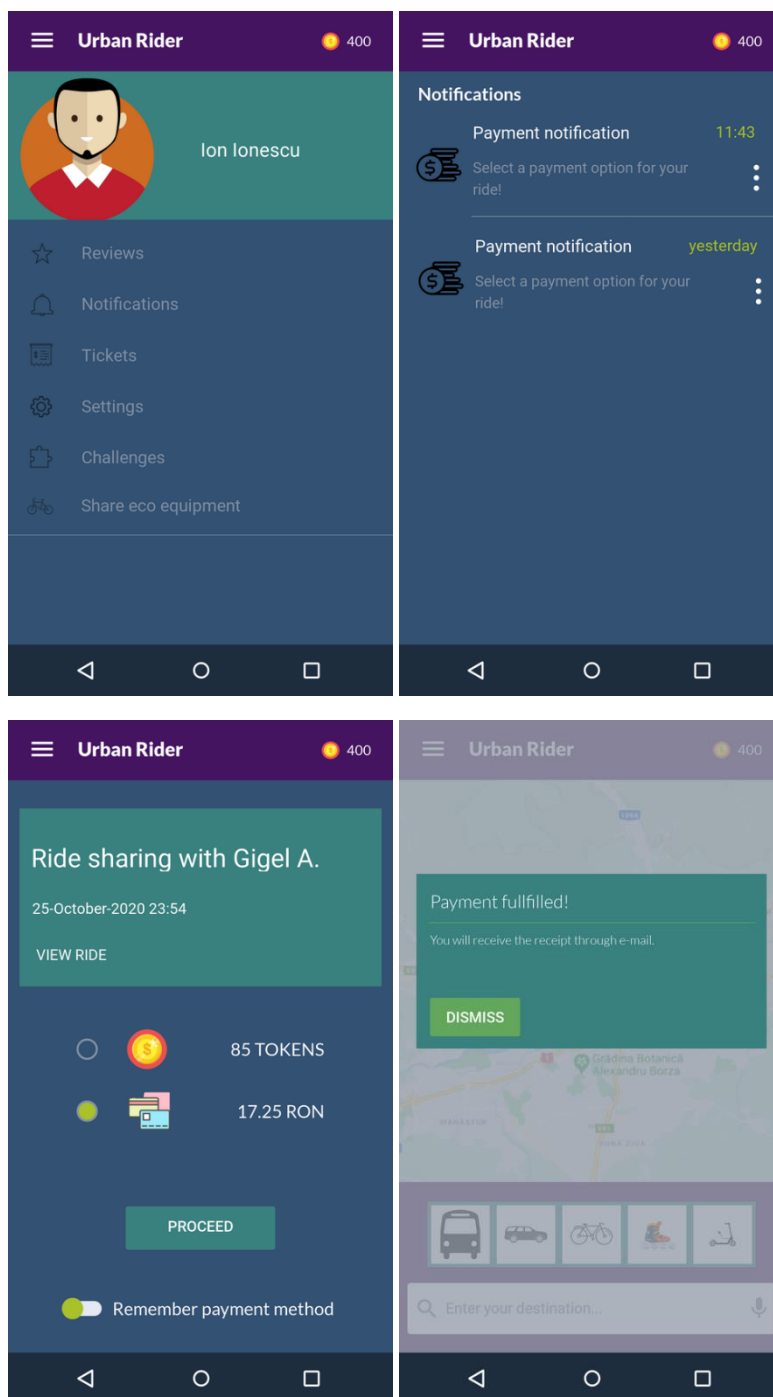 Urban Rider
400
Ion Ionescu
Reviews
Notifications
Tickets
Settings
Challenges
Share eco equipment
Urban Rider
400
Notifications
Payment notification
11:43
Select a payment option for your
ride!
Payment notification
yesterday
Select a payment option for your
ride!
Urban Rider
400
Ride sharing with Gigel A.
25-October-2020 23:54
VIEW RIDE
85 TOKENS
17.25 RON
PROCEED
Remember payment method
Urban Rider
400
Payment fullfilled!
You will receive the receipt through e-mail.
DISMISS
Grădina Botanică
Alexandru Borza
Enter your destination...